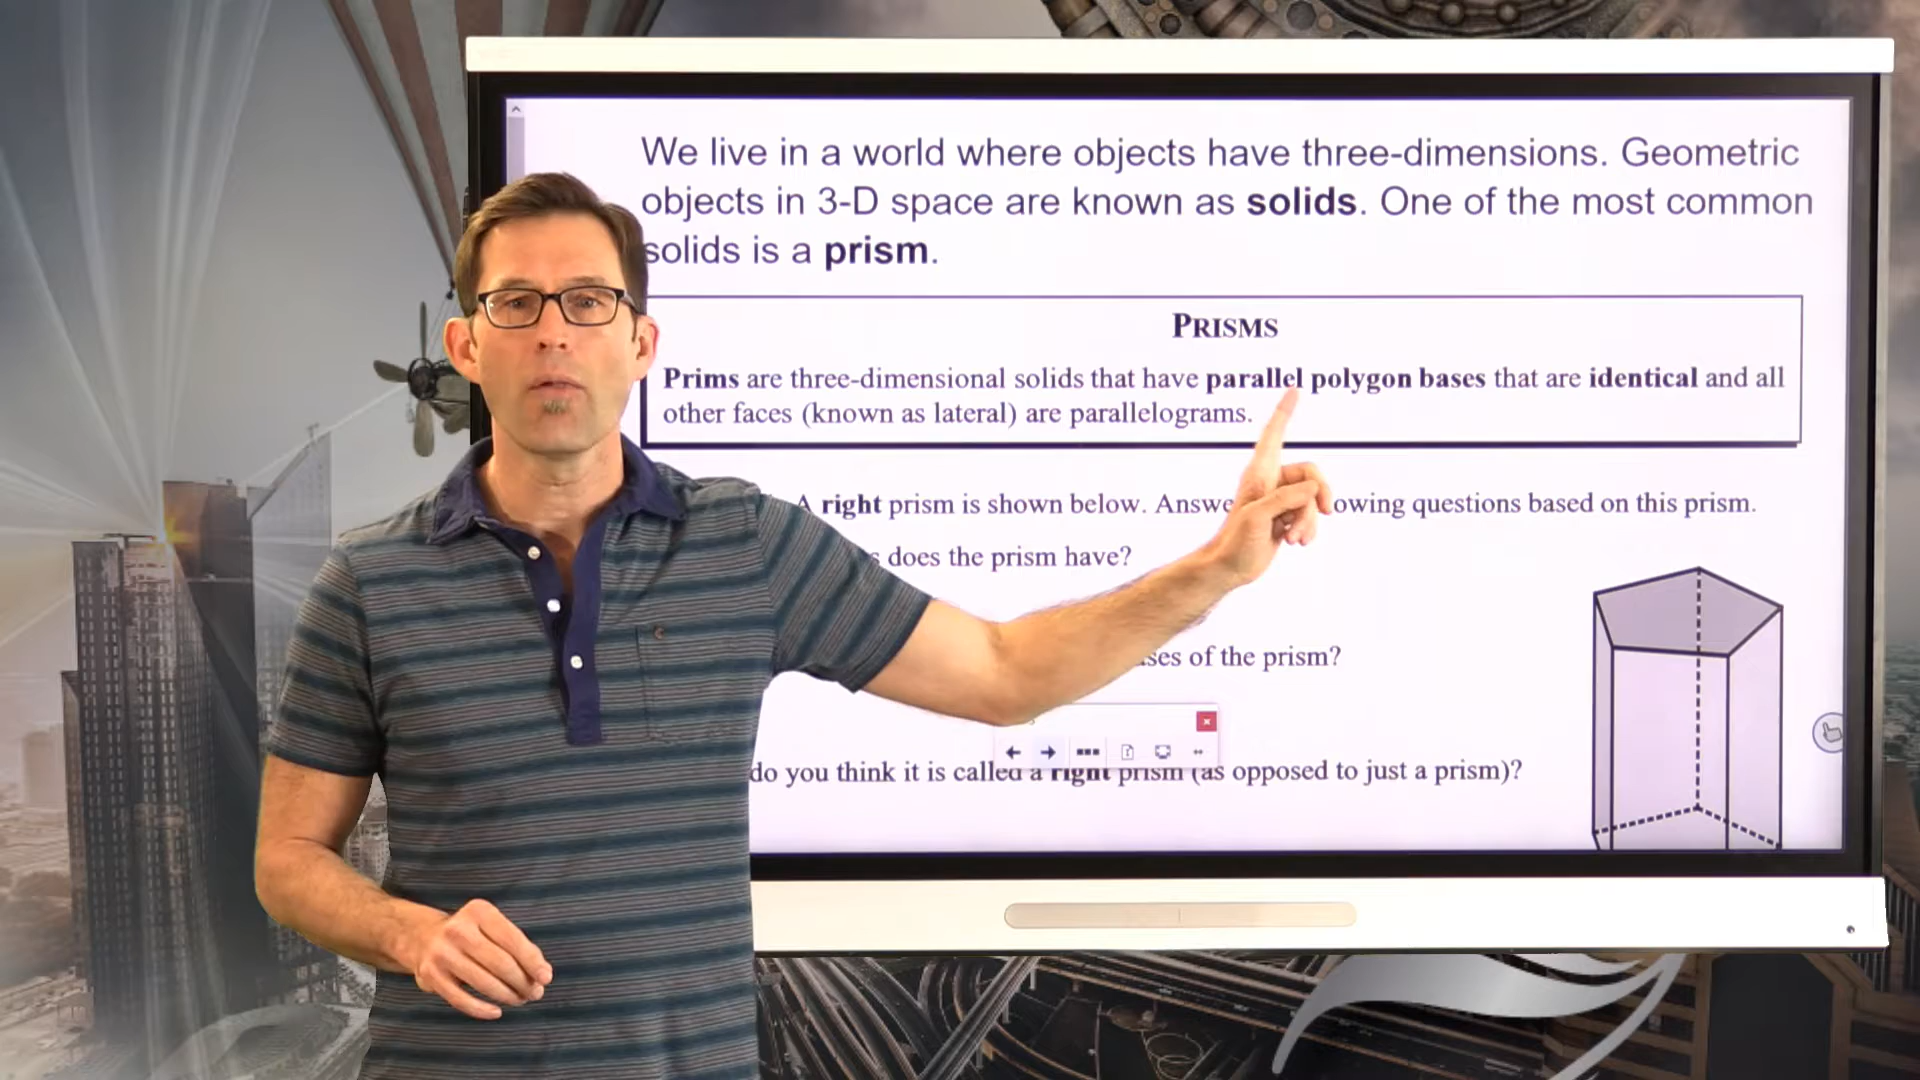 We live in a world where objects have three-dimensions. Geometric
objects in 3-D space are known as solids. One of the most common
solids is a prism.
PRISMS
Prims are three-dimensional solids that have parallel polygon bases that are identical and all
other faces (known as lateral) are parallelograms.
A right prism is shown below. Answe owing questions based on this prism.
s does the prism have?
ses of the prism?
do you think it is called a right prism (as opposed to just a prism)?